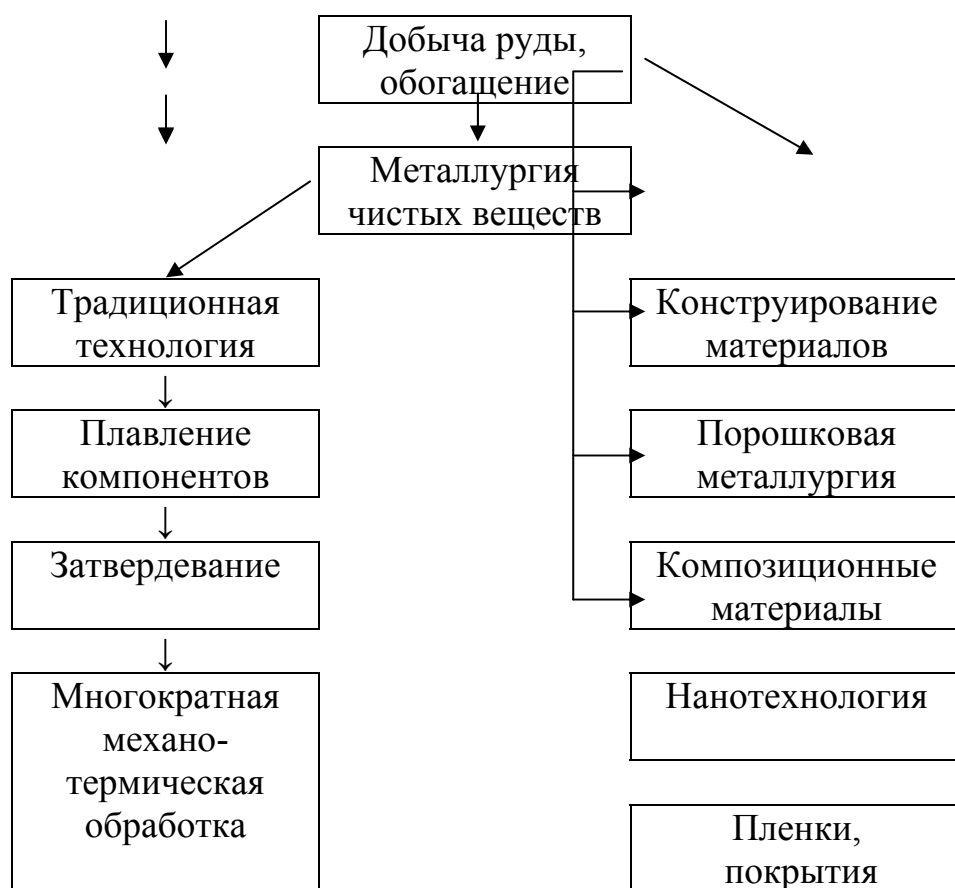 Добыча руды,
обогащение
Металлургия
чистых веществ
Традиционная
технология
Конструирование
материалов
Плавление
компонентов
Порошковая
металлургия
Затвердевание
Композиционные
материалы
Многократная
механо-
термическая
обработка
Нанотехнология
Пленки,
покрытия